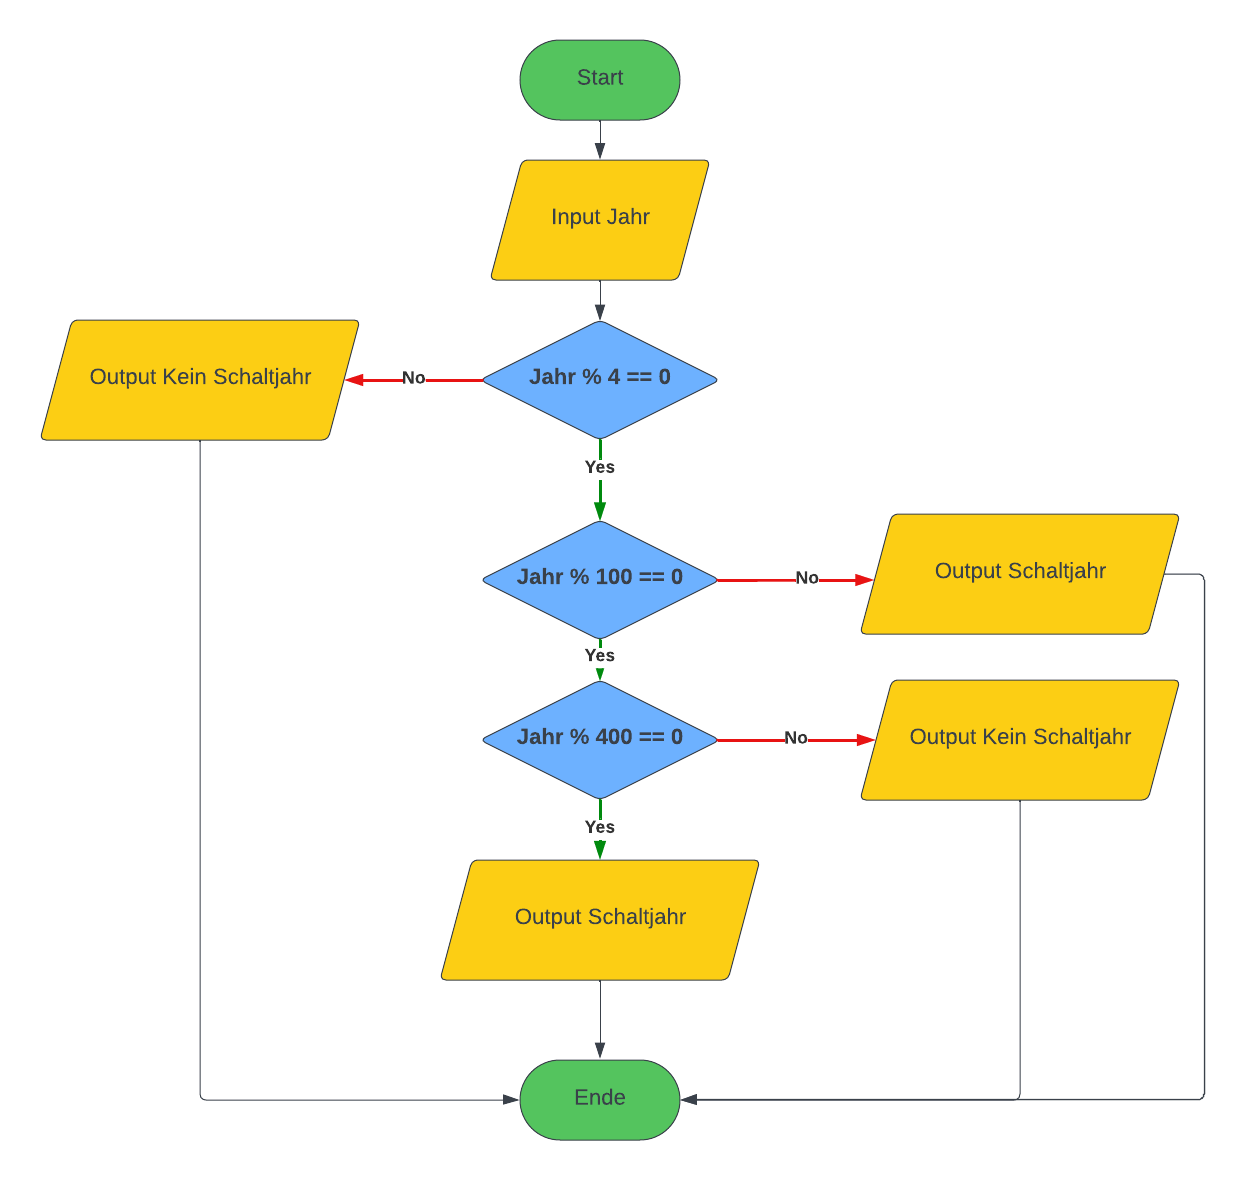 Start
Input Jahr
Output Kein Schaltjahr
No
Jahr % 4 == 0
Yes
Jahr % 100 == 0
No
Output Schaltjahr
Yes
Jahr % 400 == 0
No
Output Kein Schaltjahr
Yes
Output Schaltjahr
Ende